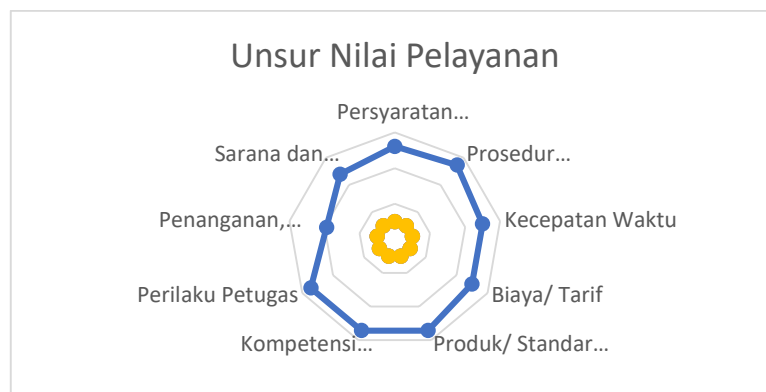 Unsur Nilai Pelayanan
Persyaratan...
Prosedur...
Kecepatan Waktu
Biaya/ Tarif
Produk/ Standar...
Kompetensi...
Perilaku Petugas
Penanganan,...
Sarana dan...